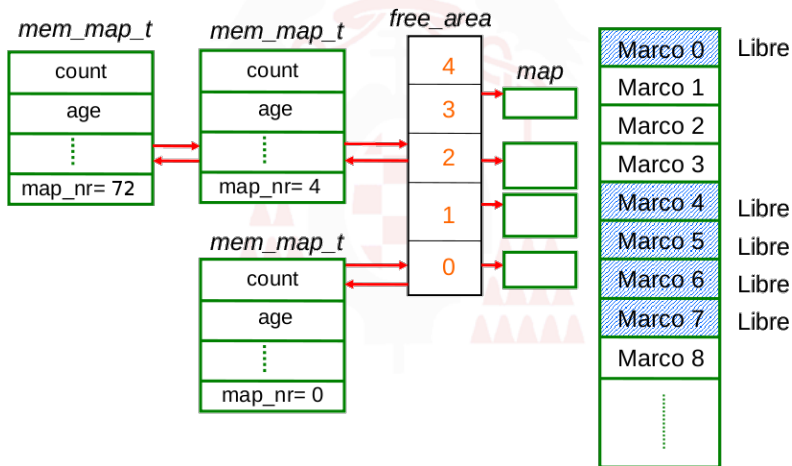 mem_map_t
count
age
map_nr= 72
mem_map_t
count
age
map_nr= 4
mem_map_t
count
age
map_nr= 0
free_area
4
3
2
1
0
map
Marco 0 Libre
Marco 1
Marco 2
Marco 3
Marco 4 Libre
Marco 5 Libre
Marco 6 Libre
Marco 7 Libre
Marco 8